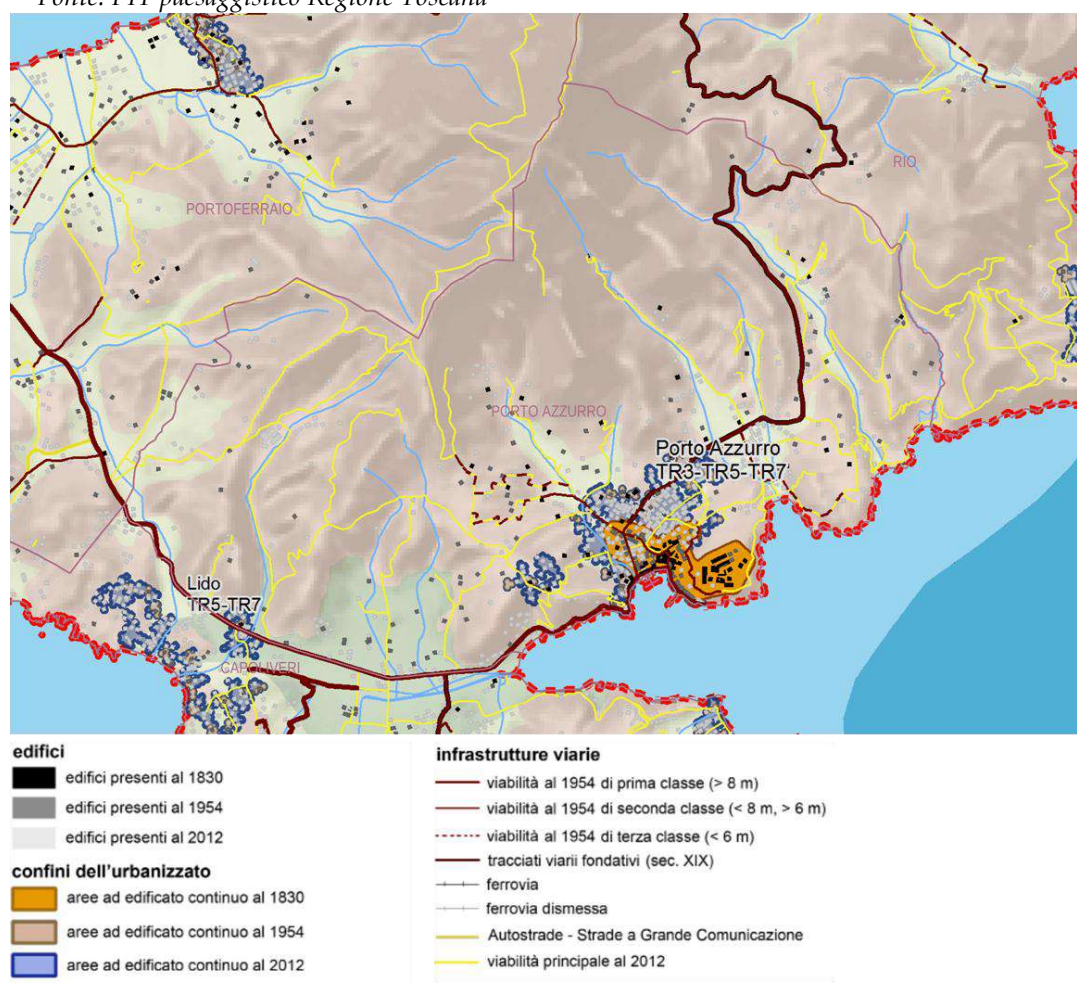 Fonte: PIT paesaggistico Regione Toscana
PORTOFERRAIO
RIO
PORTO AZZURRO
Porto Azzurro
TR3-TR5-TR7
Lido
TR5-TR7
CAPOLIVERI
edifici
edifici presenti al 1830
edifici presenti al 1954
edifici presenti al 2012
confini dell'urbanizzato
aree ad edificato continuo al 1830
aree ad edificato continuo al 1954
aree ad edificato continuo al 2012
infrastrutture viarie
viabilità al 1954 di prima classe (> 8 m)
viabilità al 1954 di seconda classe (< 8 m, > 6 m)
viabilità al 1954 di terza classe (< 6 m)
tracciati viarii fondativi (sec. XIX)
ferrovia
ferrovia dismessa
Autostrade - Strade a Grande Comunicazione
viabilità principale al 2012